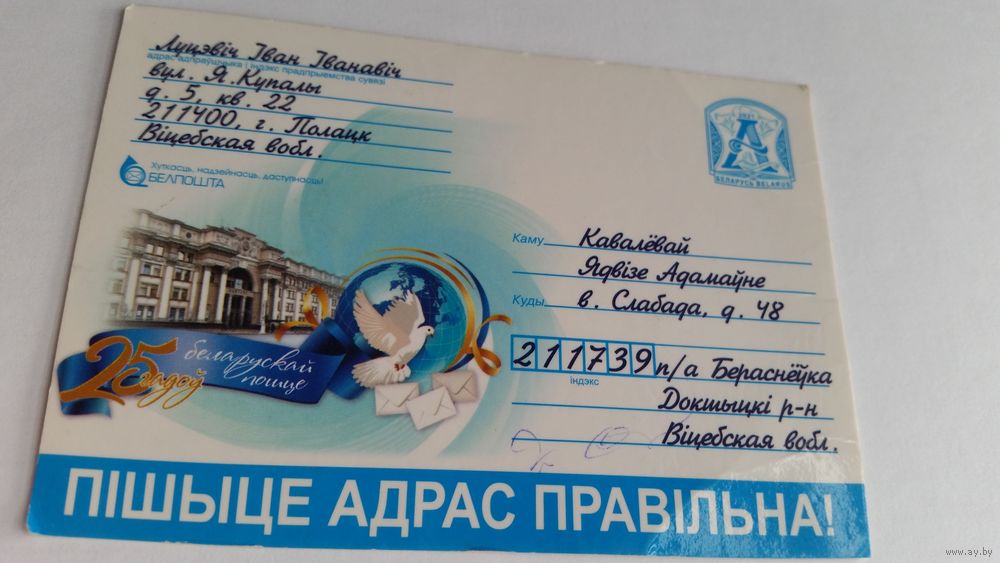 Луцэвіч Іван Іванавіч
адрас адпраўшчыка і індэкс прадпрыемства сувязі
вул. Я. Купалы
д. 5, кв. 22
211400, г. Полацк
Віцебская вобл.
Хуткасць, надзейнасць, даступнасць!
БЕЛПОШТА
2021
А
БЕЛАРУСЬ BELARUS
Каму Кавалёвай
Ядвізе Адамаўне
Куды в. Слабада, д. 48
211739 п/а Бераснёўка
індэкс
Докшыцкі р-н
Віцебская вобл.
25 гадоў
беларускай
пошце
ПІШЫЦЕ АДРАС ПРАВІЛЬНА!
www.ay.by